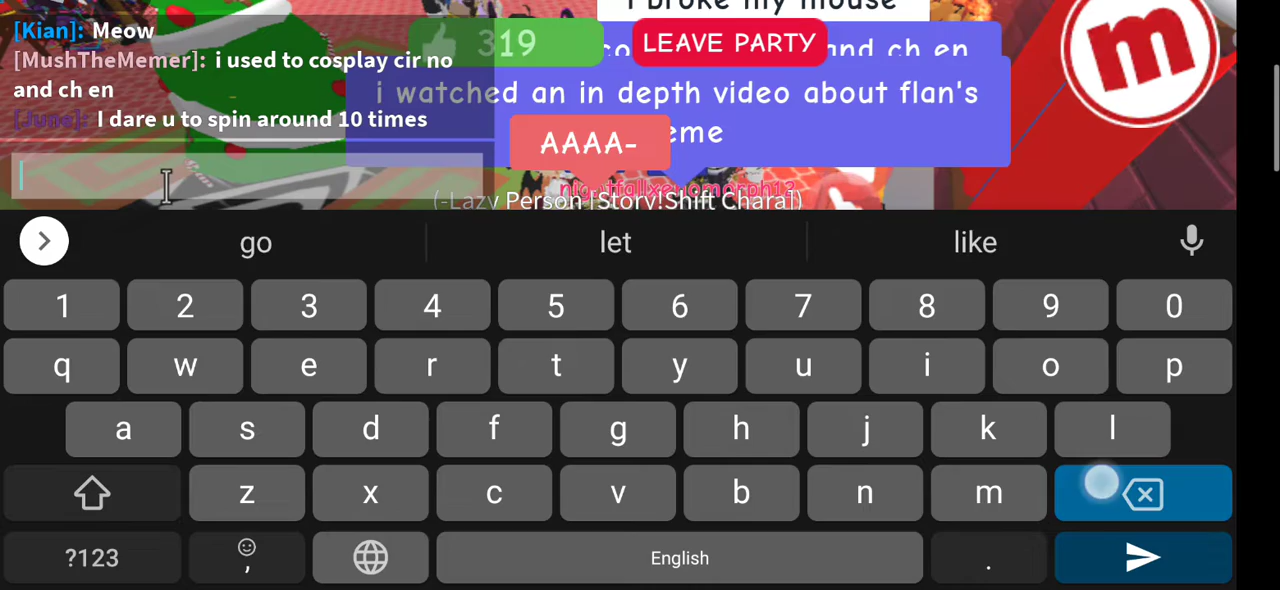 i broke my mouse
[Kian]: Meow
319
LEAVE PARTY
and ch en
[MushTheMemer]: i used to cosplay cir no
and ch en
i watched an in depth video about flan's
eme
[June]: I dare u to spin around 10 times
AAAA-
(-Lazy Person [Story!Shift Chara])
m
go
let
like
1 2 3 4 5 6 7 8 9 0
q w e r t y u i o p
a s d f g h j k l
z x c v b n m
?123
,
English
.